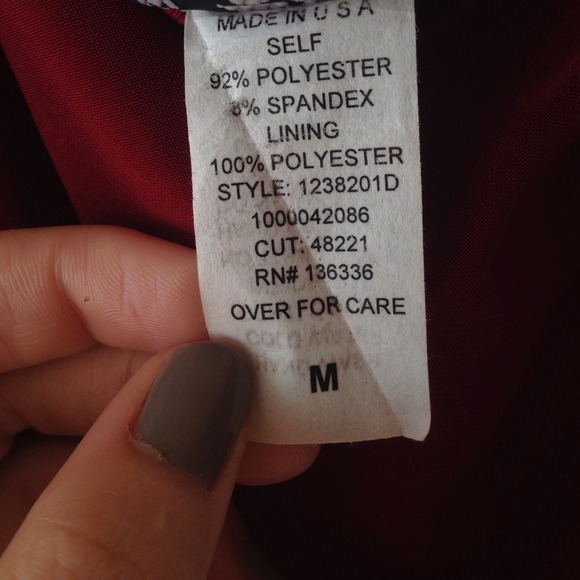 MADE IN U S A
SELF
92% POLYESTER
8% SPANDEX
LINING
100% POLYESTER
STYLE: 1238201D
1000042086
CUT: 48221
RN# 136336
OVER FOR CARE
M